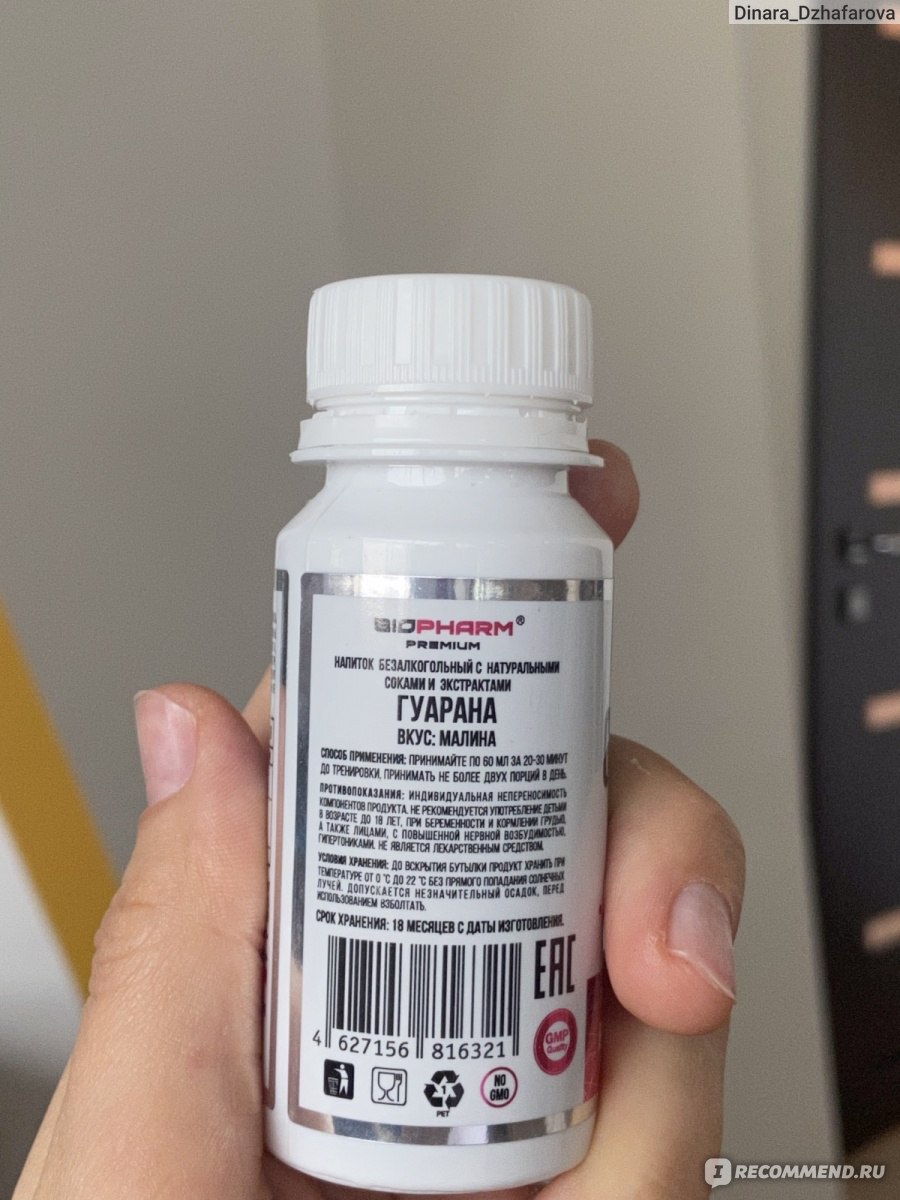 Dinara_Dzhafarova
BIOPHARM®
PREMIUM
НАПИТОК БЕЗАЛКОГОЛЬНЫЙ С НАТУРАЛЬНЫМИ
СОКАМИ И ЭКСТРАКТАМИ
ГУАРАНА
ВКУС: МАЛИНА
СПОСОБ ПРИМЕНЕНИЯ: ПРИНИМАЙТЕ ПО 60 МЛ ЗА 20-30 МИНУТ
ДО ТРЕНИРОВКИ. ПРИНИМАТЬ НЕ БОЛЕЕ ДВУХ ПОРЦИЙ В ДЕНЬ.
ПРОТИВОПОКАЗАНИЯ: ИНДИВИДУАЛЬНАЯ НЕПЕРЕНОСИМОСТЬ
КОМПОНЕНТОВ ПРОДУКТА. НЕ РЕКОМЕНДУЕТСЯ УПОТРЕБЛЕНИЕ ДЕТЬМИ
В ВОЗРАСТЕ ДО 18 ЛЕТ, ПРИ БЕРЕМЕННОСТИ И КОРМЛЕНИИ ГРУДЬЮ,
А ТАКЖЕ ЛИЦАМИ, С ПОВЫШЕННОЙ НЕРВНОЙ ВОЗБУДИМОСТЬЮ,
ГИПЕРТОНИКАМИ. НЕ ЯВЛЯЕТСЯ ЛЕКАРСТВЕННЫМ СРЕДСТВОМ.
УСЛОВИЯ ХРАНЕНИЯ: ДО ВСКРЫТИЯ БУТЫЛКИ ПРОДУКТ ХРАНИТЬ ПРИ
ТЕМПЕРАТУРЕ ОТ 0 °С ДО 22 °С БЕЗ ПРЯМОГО ПОПАДАНИЯ СОЛНЕЧНЫХ
ЛУЧЕЙ. ДОПУСКАЕТСЯ НЕЗНАЧИТЕЛЬНЫЙ ОСАДОК, ПЕРЕД
ИСПОЛЬЗОВАНИЕМ ВЗБОЛТАТЬ.
СРОК ХРАНЕНИЯ: 18 МЕСЯЦЕВ С ДАТЫ ИЗГОТОВЛЕНИЯ.
EAC
4 627156 816321
GMP
Quality
NO
GMO
1
PET
IRECOMMEND.RU